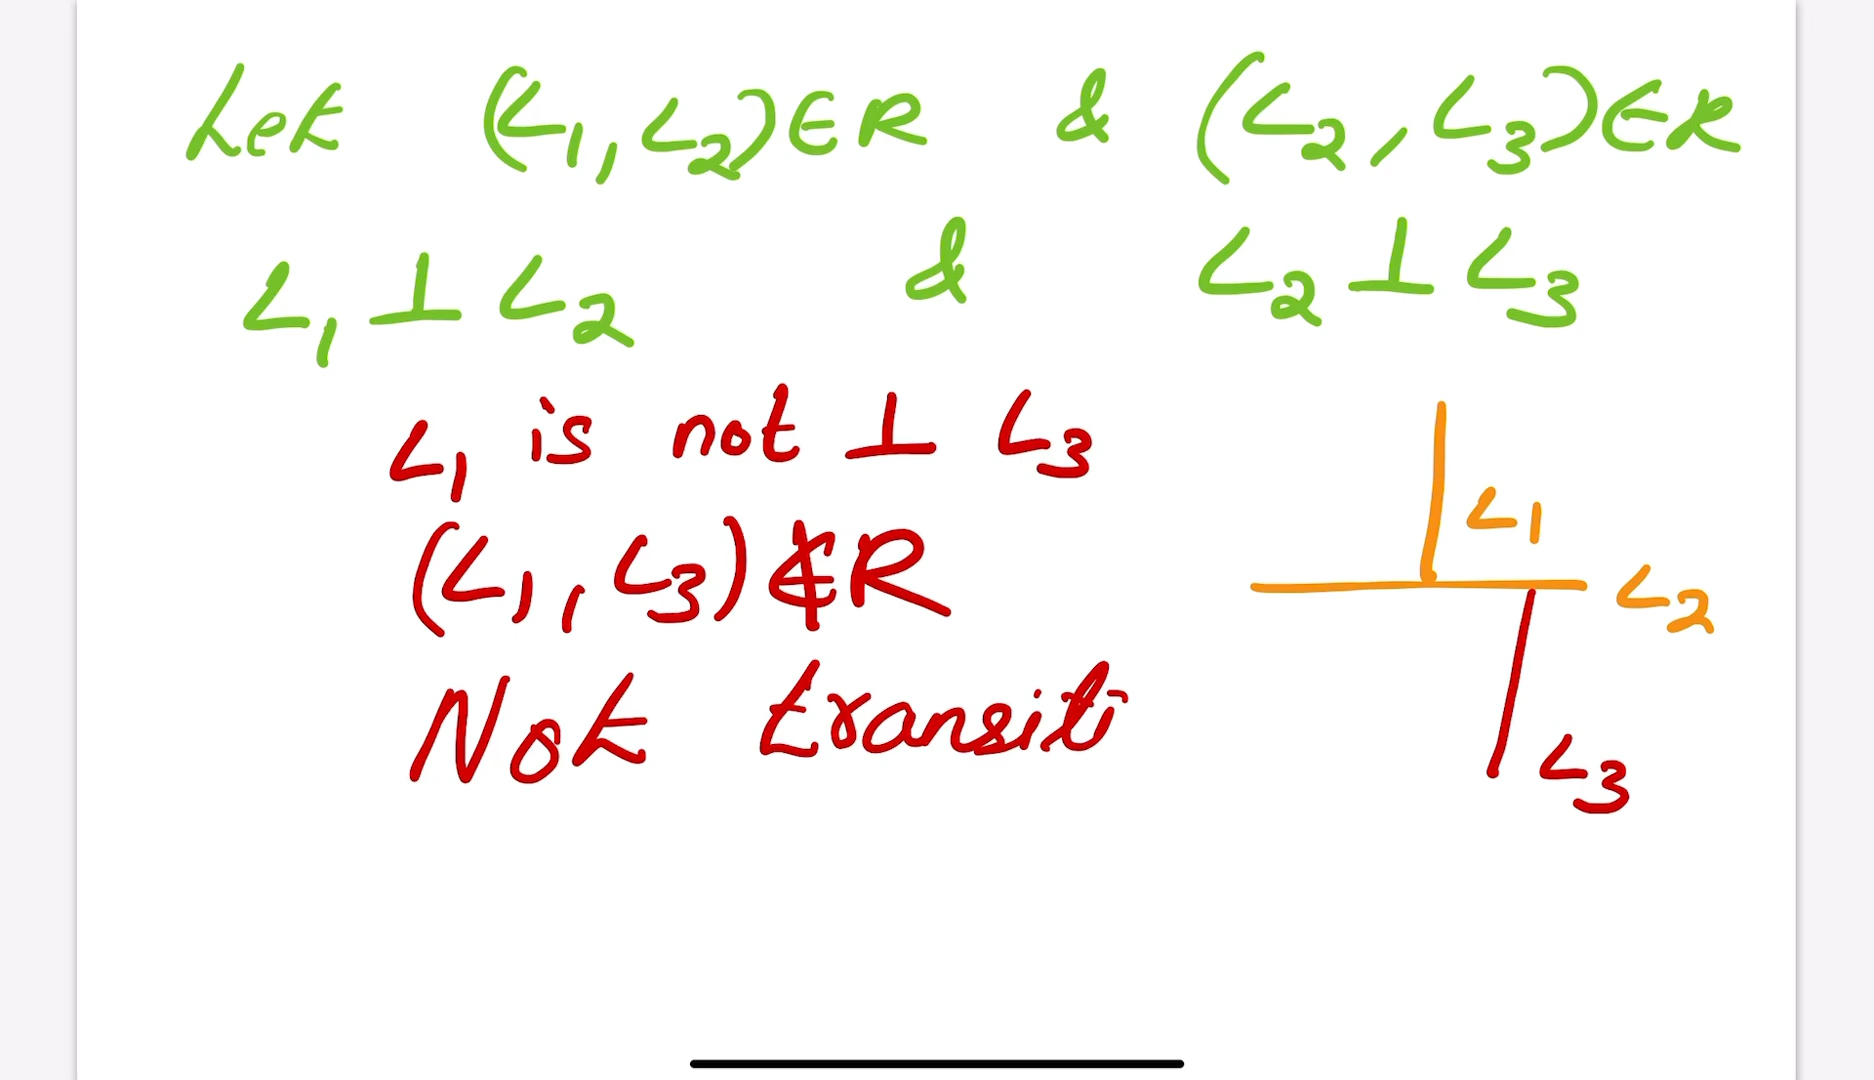 Let (L1, L2) ∈ R & (L2, L3) ∈ R
L1 ⊥ L2 & L2 ⊥ L3
L1 is not ⊥ L3
(L1, L3) ∉ R
Not transiti
L1
L2
L3